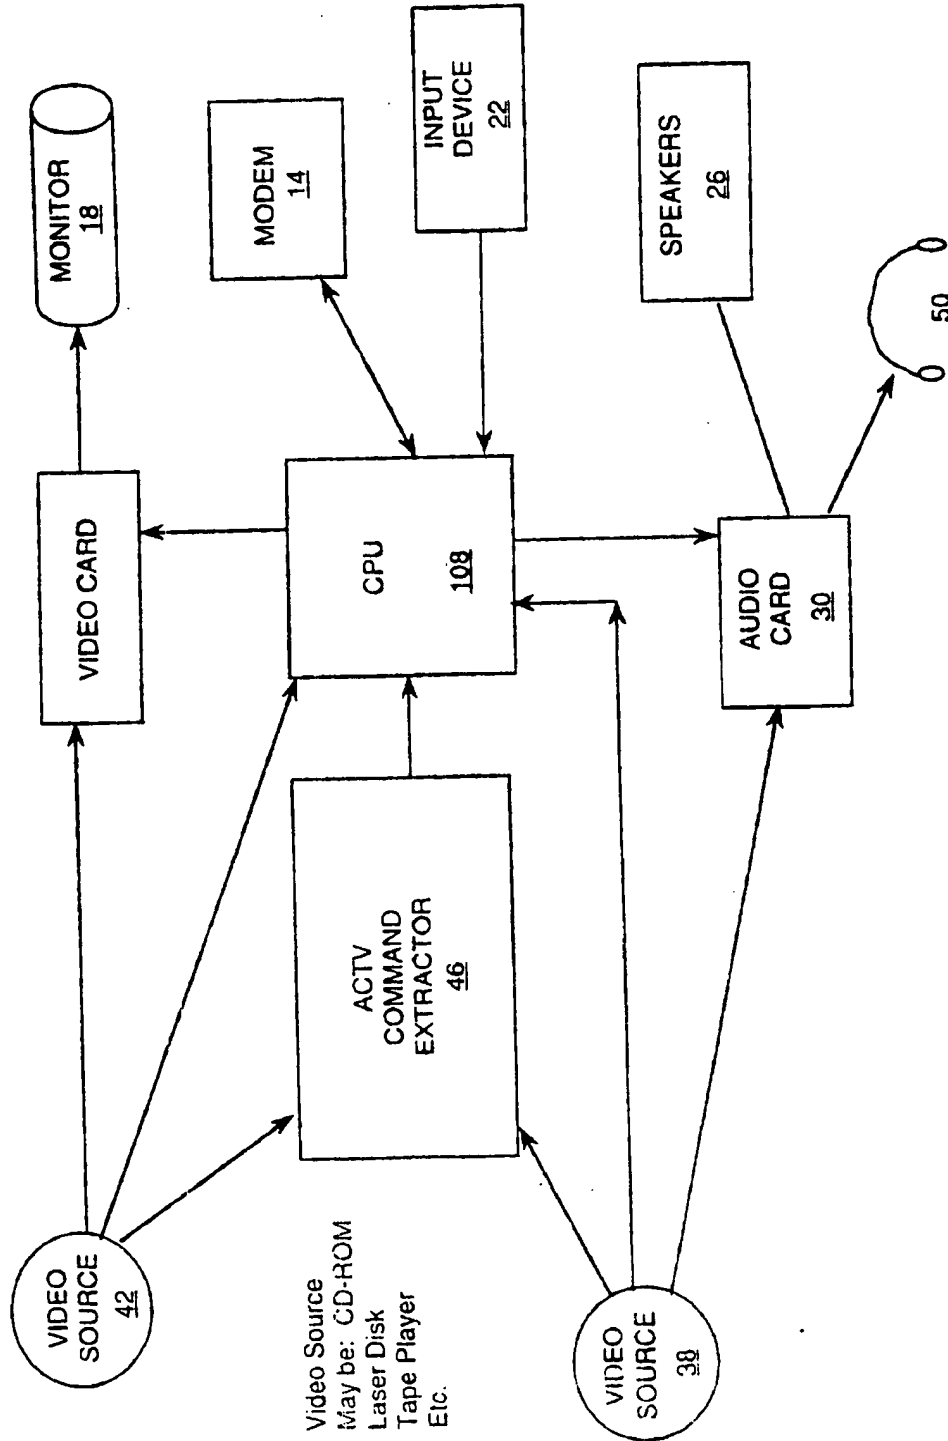 VIDEO
SOURCE
42
VIDEO CARD
MONITOR
18
MODEM
14
INPUT
DEVICE
22
CPU
108
ACTV
COMMAND
EXTRACTOR
46
Video Source
May be: CD-ROM
Laser Disk
Tape Player
Etc.
VIDEO
SOURCE
38
AUDIO
CARD
30
SPEAKERS
26
50